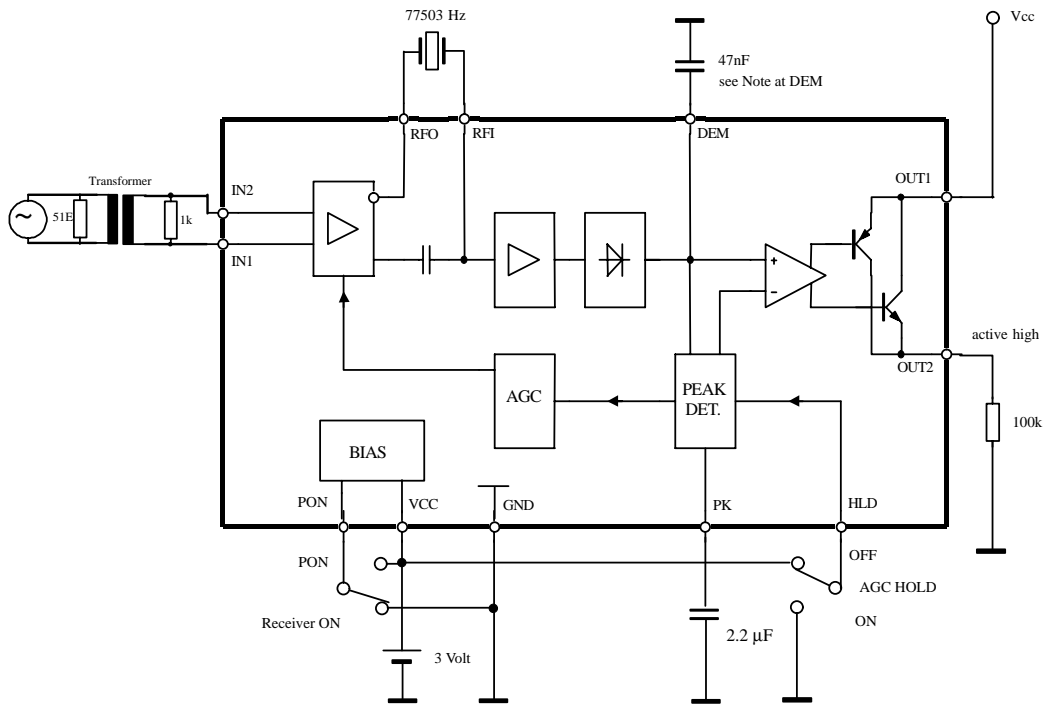 77503 Hz
Vcc
47nF
see Note at DEM
RFO
RFI
DEM
Transformer
IN2
OUT1
~
51E
1k
IN1
+
−
active high
OUT2
AGC
PEAK
DET.
100k
BIAS
PON
VCC
GND
PK
HLD
PON
OFF
AGC HOLD
Receiver ON
ON
2.2 µF
3 Volt